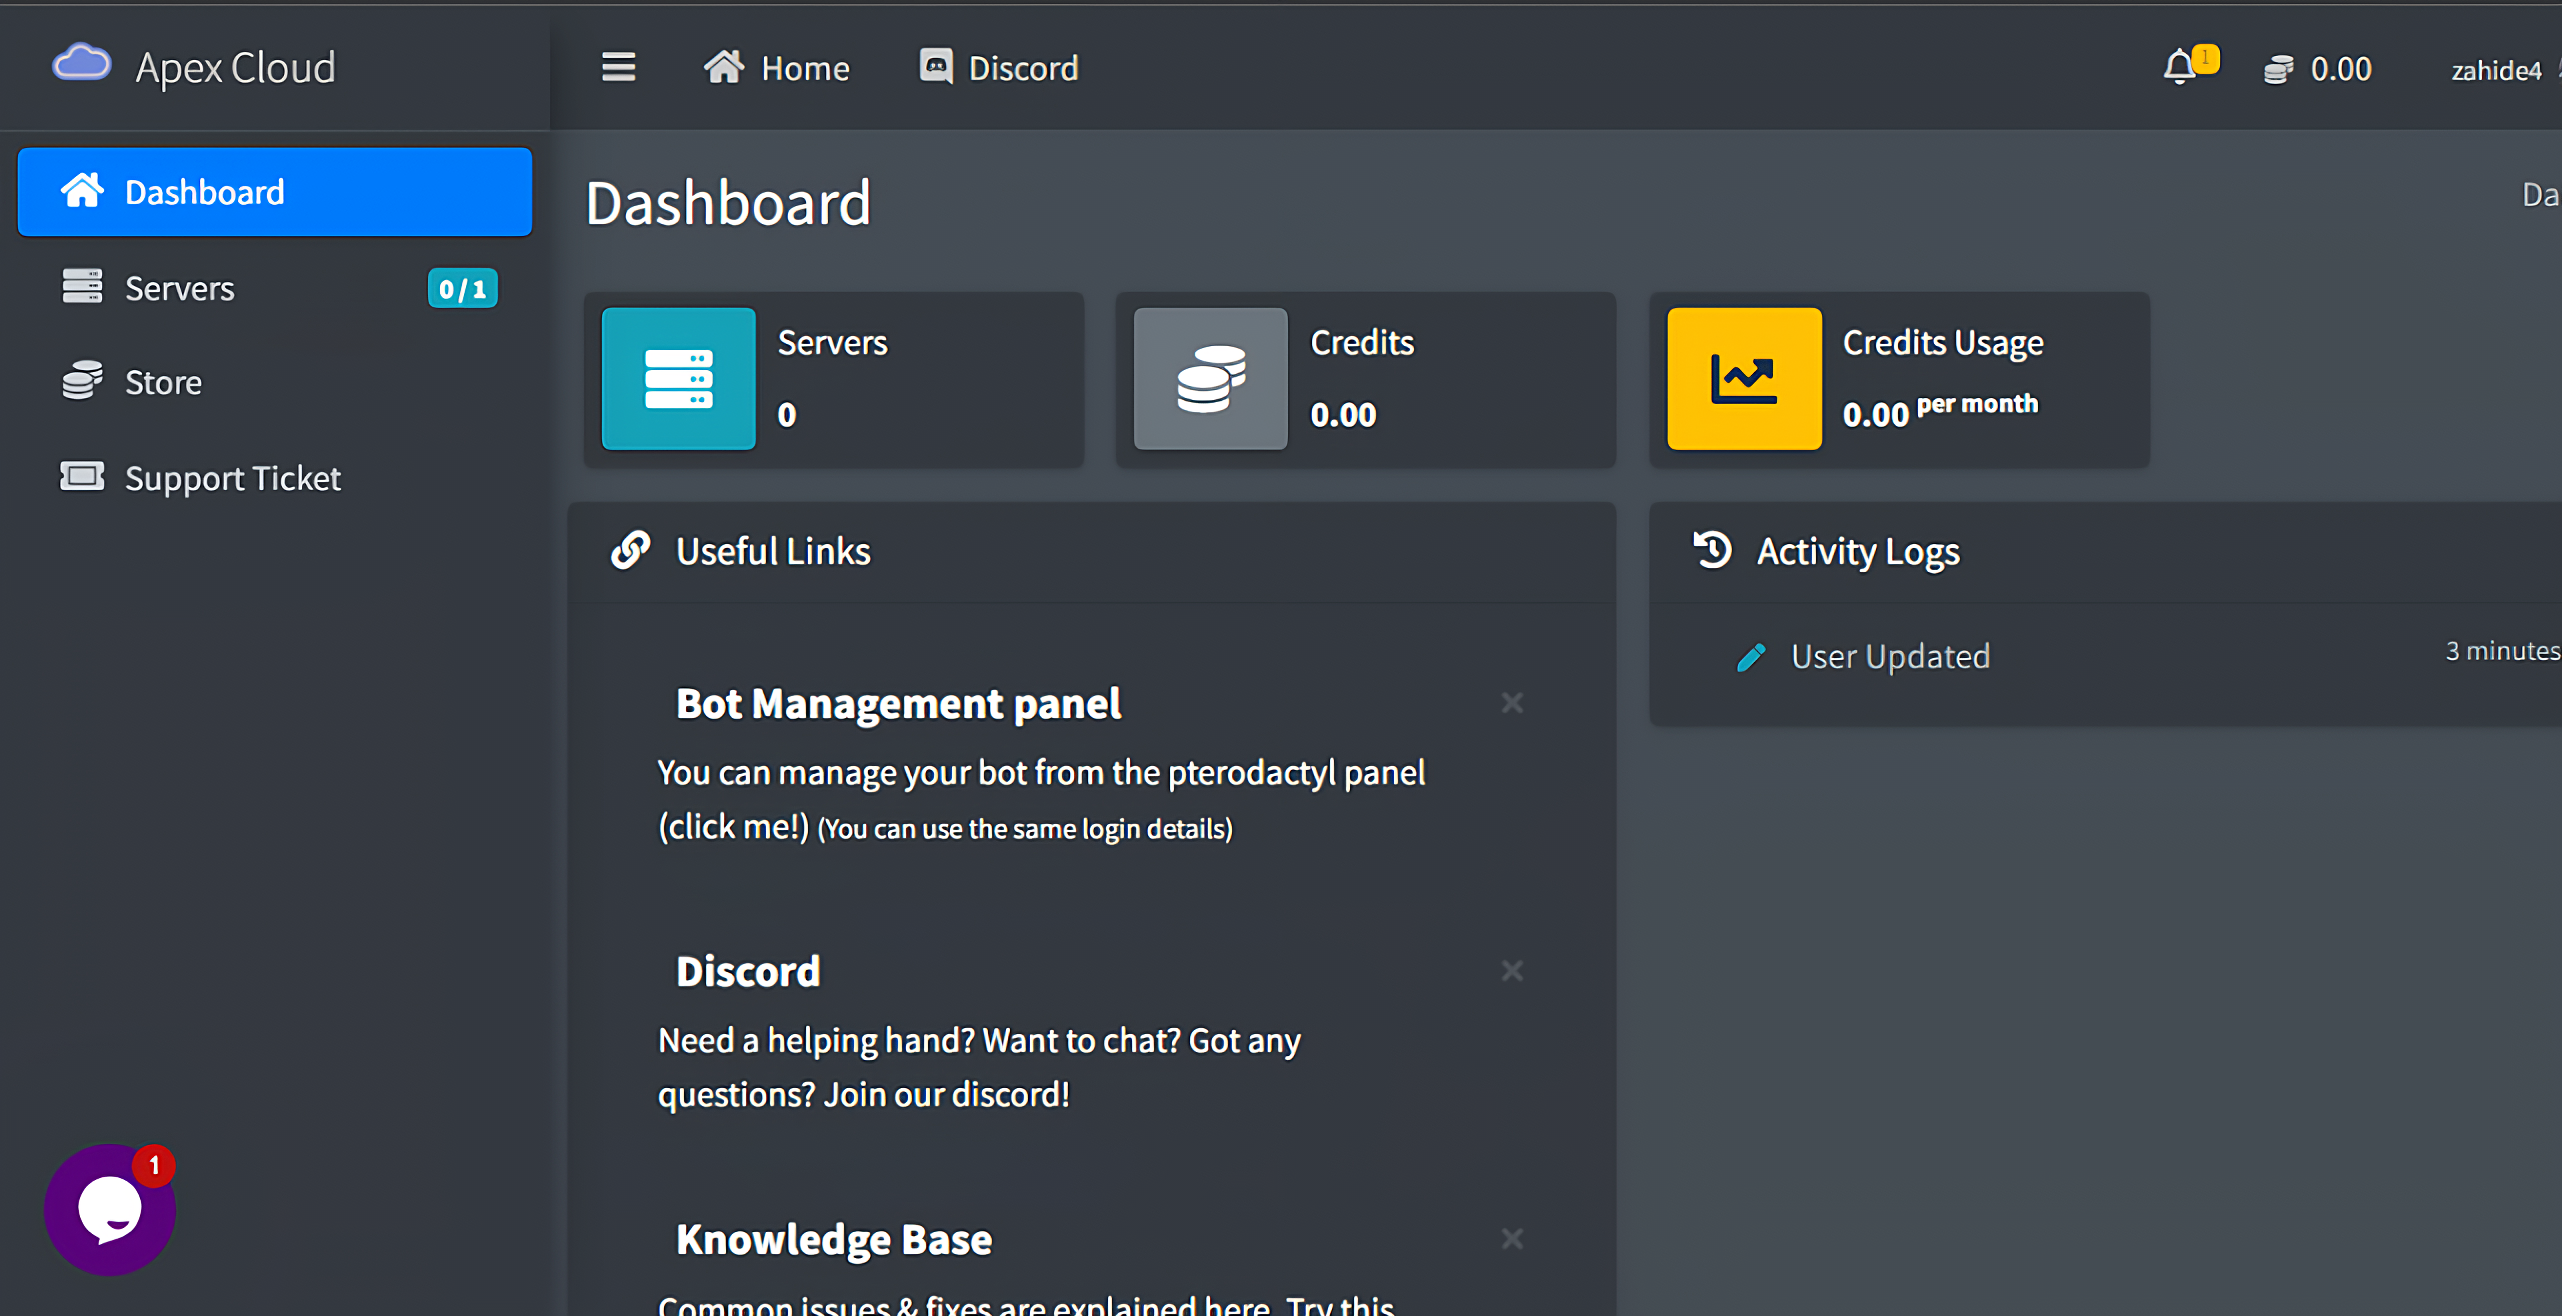 Apex Cloud
Home
Discord
1
0.00
zahide4
Dashboard
Servers
0 / 1
Store
Support Ticket
Dashboard
Da
Servers
0
Credits
0.00
Credits Usage
0.00 per month
Useful Links
Bot Management panel
×
You can manage your bot from the pterodactyl panel
(click me!) (You can use the same login details)
Discord
×
Need a helping hand? Want to chat? Got any
questions? Join our discord!
Knowledge Base
×
Common issues & fixes are explained here. Try this
Activity Logs
User Updated
3 minutes
1